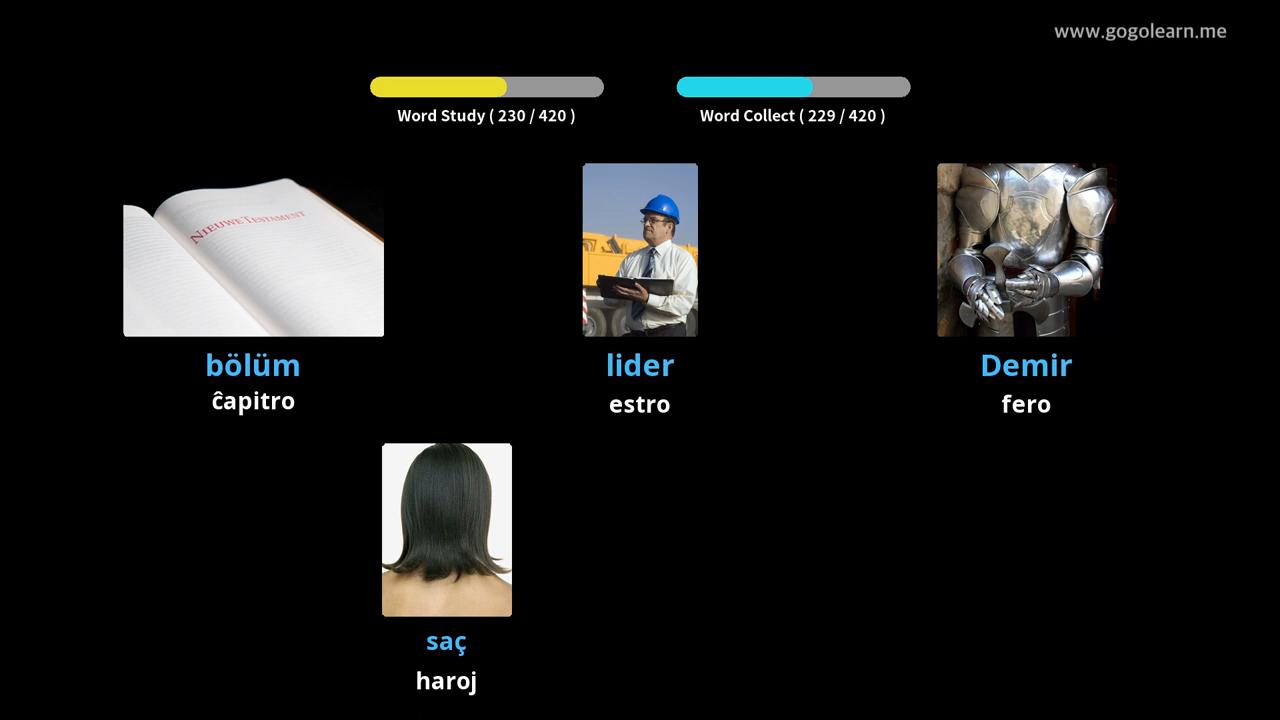 www.gogolearn.me
Word Study ( 230 / 420 )
Word Collect ( 229 / 420 )
NIEUWE TESTAMENT
bölüm
ĉapitro
lider
estro
Demir
fero
saç
haroj